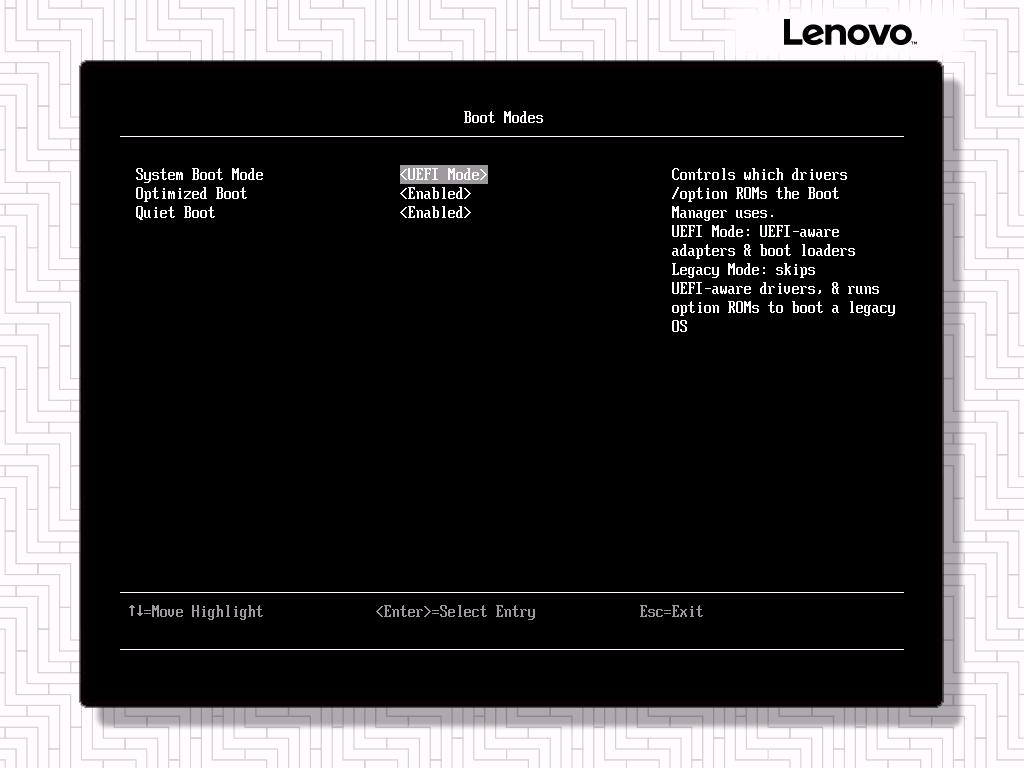 Lenovo™
Boot Modes
System Boot Mode <UEFI Mode>
Optimized Boot <Enabled>
Quiet Boot <Enabled>
Controls which drivers
/option ROMs the Boot
Manager uses.
UEFI Mode: UEFI-aware
adapters & boot loaders
Legacy Mode: skips
UEFI-aware drivers, & runs
option ROMs to boot a legacy
OS
↑↓=Move Highlight <Enter>=Select Entry Esc=Exit